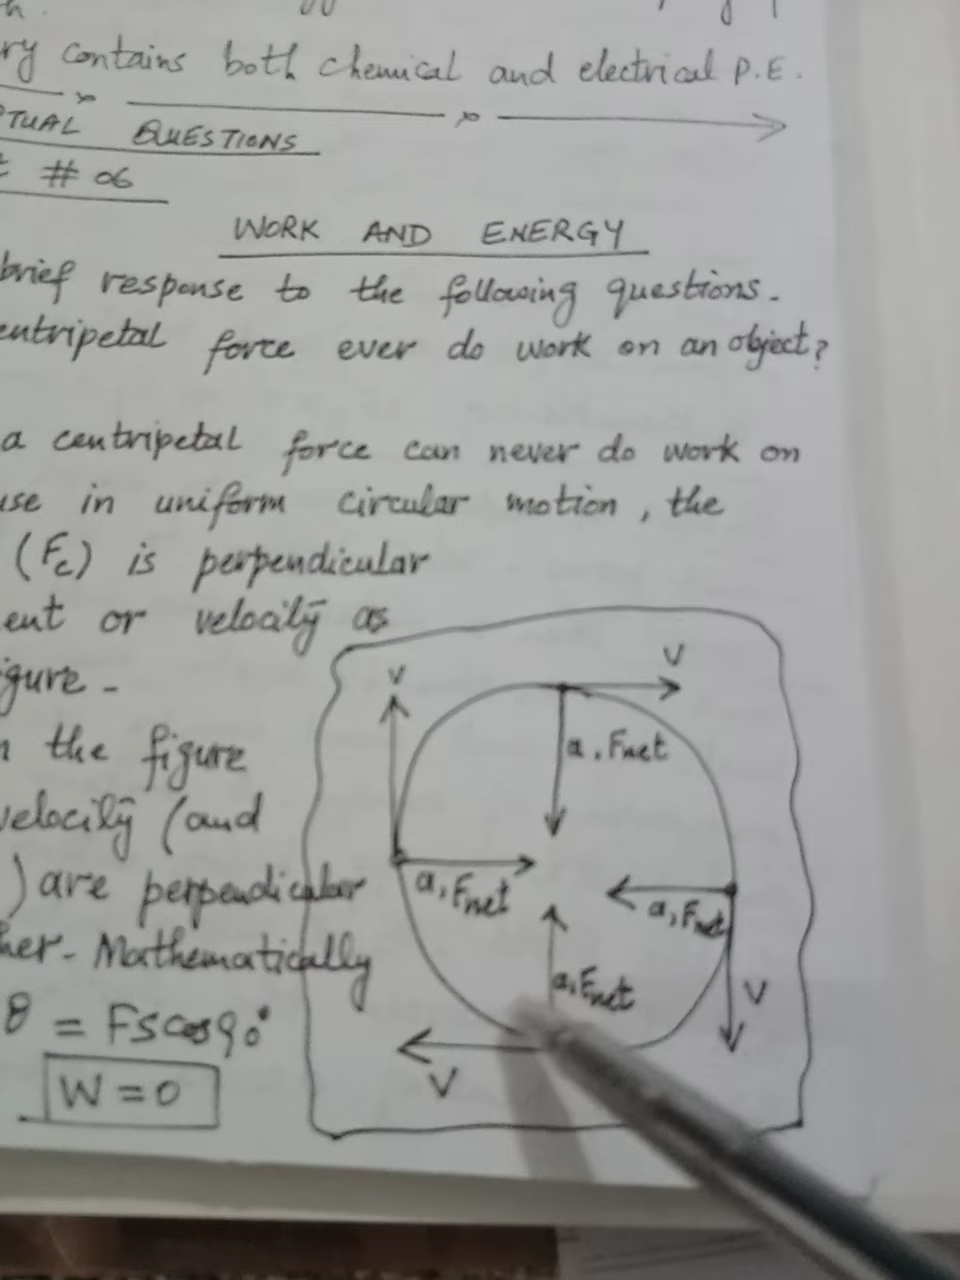 ry contains both chemical and electrical P.E.
PTUAL QUESTIONS
# 06
WORK AND ENERGY
brief response to the following questions.
entripetal force ever do work on an object?
a centripetal force can never do work on
use in uniform circular motion, the
(Fc) is perpendicular
ent or velocity as
igure -
n the figure
velocity (and
) are perpendicular
her - Mathematically
θ = FScos90°
W = 0
V
V
a, Fnet
a, Fnet
a, Fnet
a, Fnet
V
V